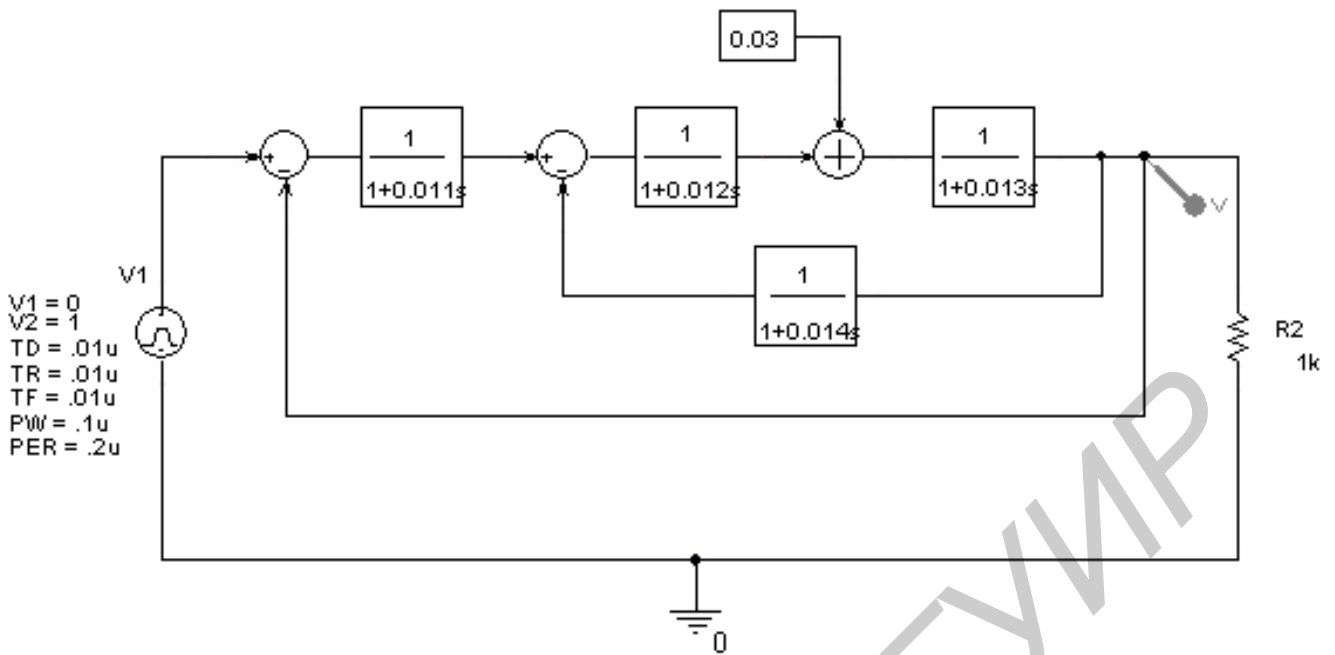 0.03
+
-
1
1+0.011s
+
-
1
1+0.012s
+
1
1+0.013s
V
1
1+0.014s
V1
V1 = 0
V2 = 1
TD = .01u
TR = .01u
TF = .01u
PW = .1u
PER = .2u
R2
1k
0
ГУИР